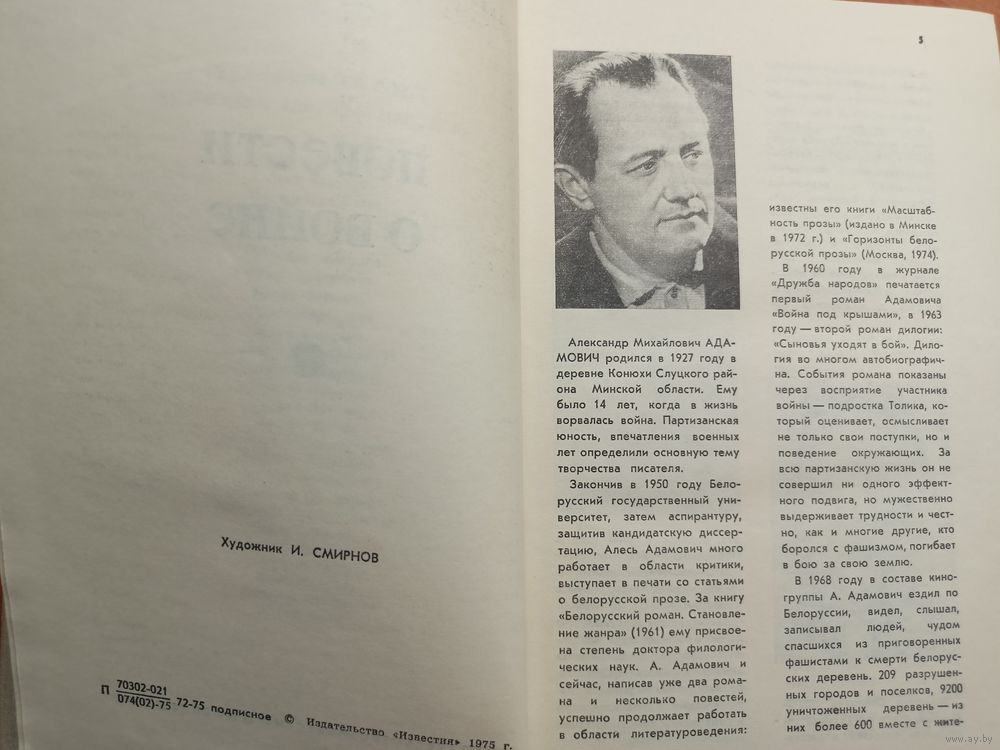 Художник И. СМИРНОВ
П 70302-021
074(02)-75 72-75 подписное © Издательство «Известия» 1975 г.
5
Александр Михайлович АДА-
МОВИЧ родился в 1927 году в
деревне Конюхи Слуцкого рай-
она Минской области. Ему
было 14 лет, когда в жизнь
ворвалась война. Партизанская
юность, впечатления военных
лет определили основную тему
творчества писателя.
Закончив в 1950 году Бело-
русский государственный уни-
верситет, затем аспирантуру,
защитив кандидатскую диссер-
тацию, Алесь Адамович много
работает в области критики,
выступает в печати со статьями
о белорусской прозе. За книгу
«Белорусский роман. Становле-
ние жанра» (1961) ему присвое-
на степень доктора филологи-
ческих наук. А. Адамович и
сейчас, написав уже два рома-
на и несколько повестей,
успешно продолжает работать
в области литературоведения:
известны его книги «Масштаб-
ность прозы» (издано в Минске
в 1972 г.) и «Горизонты бело-
русской прозы» (Москва, 1974).
В 1960 году в журнале
«Дружба народов» печатается
первый роман Адамовича
«Война под крышами», в 1963
году — второй роман дилогии:
«Сыновья уходят в бой». Дило-
гия во многом автобиографич-
на. События романа показаны
через восприятие участника
войны — подростка Толика, ко-
торый оценивает, осмысливает
не только свои поступки, но и
поведение окружающих. За
всю партизанскую жизнь он не
совершил ни одного эффект-
ного подвига, но мужественно
выдерживает трудности и чест-
но, как и многие другие, кто
боролся с фашизмом, погибает
в бою за свою землю.
В 1968 году в составе кино-
группы А. Адамович ездил по
Белоруссии, видел, слышал,
записывал людей, чудом
спасшихся из приговоренных
фашистами к смерти белорус-
ских деревень. 209 разрушен-
ных городов и поселков, 9200
уничтоженных деревень — из
них более 600 вместе с жите-
www.ay.by